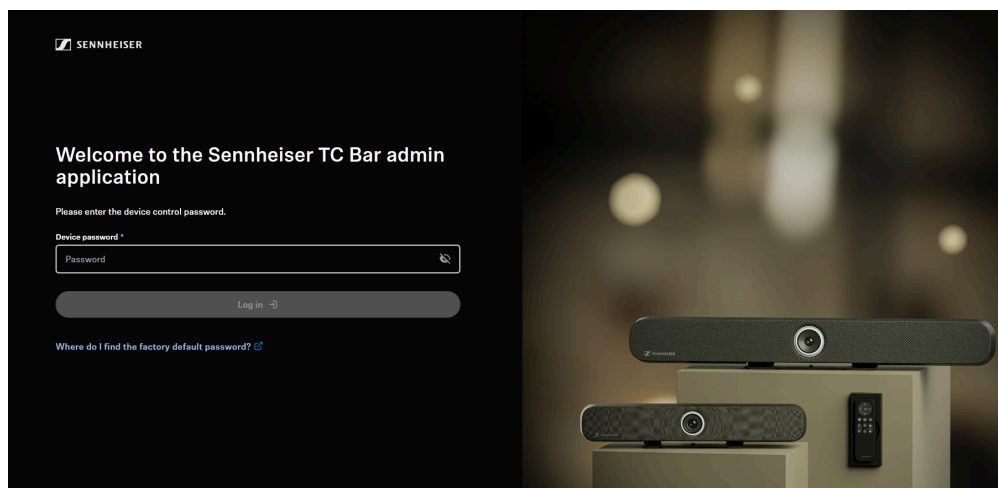 SENNHEISER
Welcome to the Sennheiser TC Bar admin
application
Please enter the device control password.
Device password *
Password
Log in
Where do I find the factory default password?
SENNHEISER